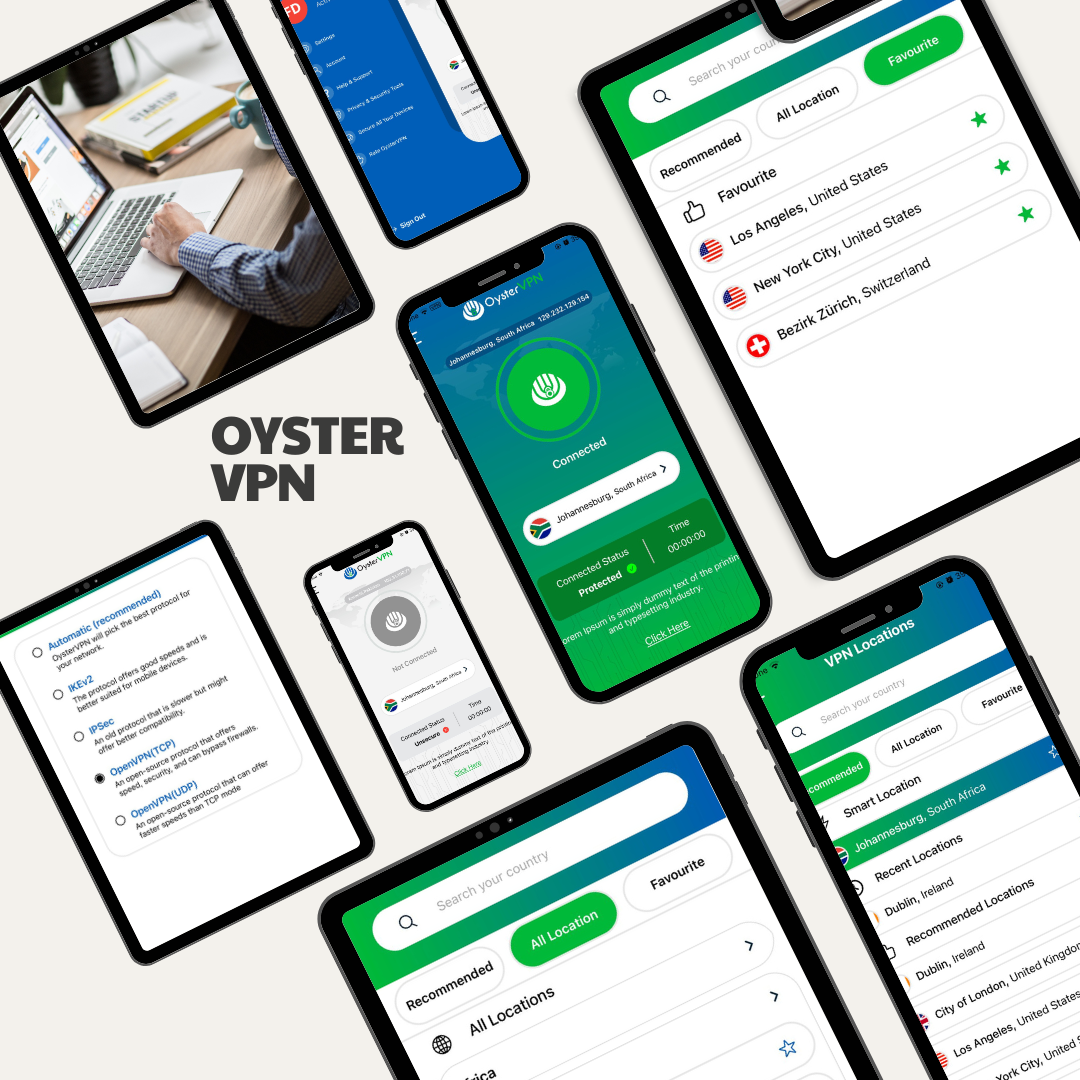 STARTUP
FD
Settings
Account
Help & Support
Privacy & Security Tools
Secure All Your Devices
Rate OysterVPN
Sign Out
Search your
Recommended
All Location
Favourite
Favourite
Los Angeles, United States
New York City, United States
Bezirk Zürich, Switzerland
OysterVPN
Johannesburg, South Africa 129.232.129.154
Connected
Johannesburg, South Africa
Connected Status
Protected
Time
00:00:00
orem Ipsum is simply dummy text of the printin
and typesetting industry.
Click Here
OYSTER
VPN
Automatic (recommended)
OysterVPN will pick the best protocol for
your network.
IKEv2
The protocol offers good speeds and is
better suited for mobile devices.
IPSec
An old protocol that is slower but might
offer better compatibility.
OpenVPN(TCP)
An open-source protocol that offers
speed, security, and can bypass firewalls.
OpenVPN(UDP)
An open-source protocol that can offer
faster speeds than TCP mode
OysterVPN
Not Connected
Johannesburg, South Africa
Connected Status
Unsecure
Time
00:00:00
orem Ipsum is simply dummy text of the printin
and typesetting industry.
Click Here
Search your country
Recommended
All Location
Favourite
All Locations
rica
VPN Locations
Search your country
commended
All Location
Favourite
Smart Location
Johannesburg, South Africa
Recent Locations
Dublin, Ireland
Recommended Locations
Dublin, Ireland
City of London, United Kingdom
Los Angeles, United States
York City, United S